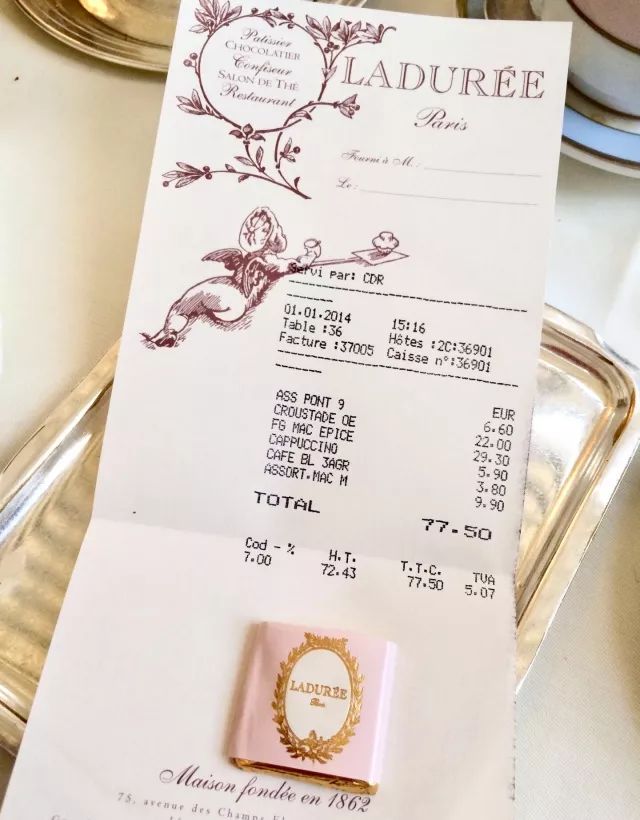 Patissier
CHOCOLATIER
Confiseur
SALON DE THÉ
Restaurant
LADURÉE
Paris
Fourni à M.:
Le:
Servi par: CDR
01.01.2014 15:16
Table :36 Hôtes :2C:36901
Facture :37005 Caisse n°:36901
EUR
ASS PONT 9 6.60
CROUSTADE OE 22.00
FG MAC EPICE 29.30
CAPPUCCINO 5.90
CAFE BL 3AGR 3.80
ASSORT.MAC M 9.90
TOTAL 77.50
Cod - % H.T. T.T.C. TVA
7.00 72.43 77.50 5.07
LADURÉE
Paris
Maison fondée en 1862
75, avenue des Champs